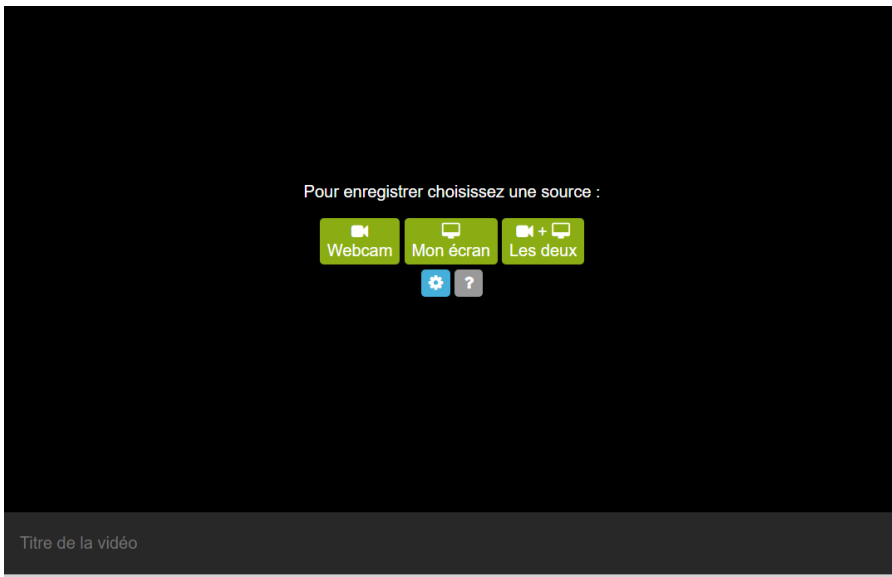 Pour enregistrer choisissez une source :
Webcam
Mon écran
+
Les deux
?
Titre de la vidéo